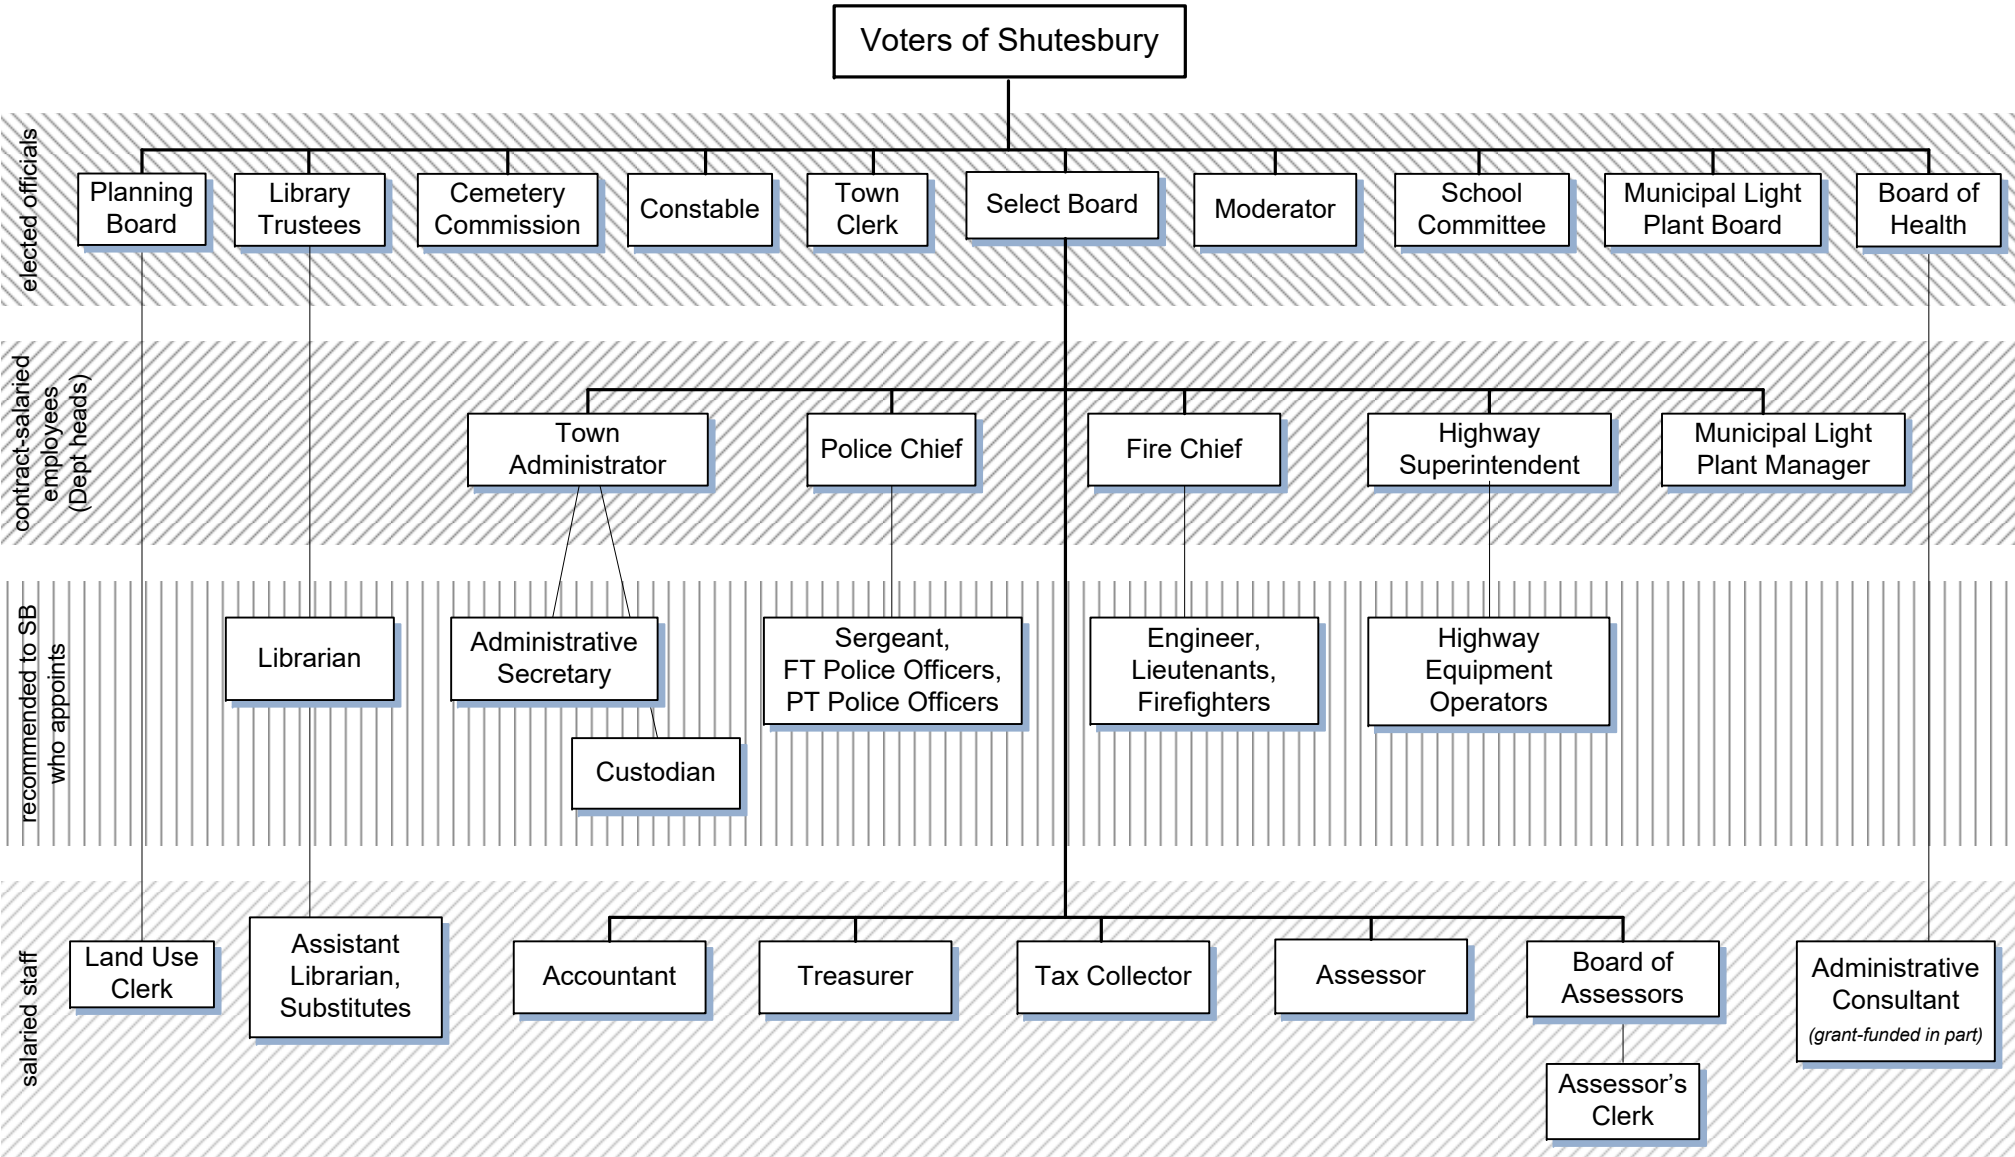 Voters of Shutesbury
elected officials
Planning
Board
Library
Trustees
Cemetery
Commission
Constable
Town
Clerk
Select Board
Moderator
School
Committee
Municipal Light
Plant Board
Board of
Health
contract-salaried
employees
(Dept heads)
Town
Administrator
Police Chief
Fire Chief
Highway
Superintendent
Municipal Light
Plant Manager
recommended to SB
who appoints
Librarian
Administrative
Secretary
Custodian
Sergeant,
FT Police Officers,
PT Police Officers
Engineer,
Lieutenants,
Firefighters
Highway
Equipment
Operators
salaried staff
Land Use
Clerk
Assistant
Librarian,
Substitutes
Accountant
Treasurer
Tax Collector
Assessor
Board of
Assessors
Assessor’s
Clerk
Administrative
Consultant
(grant-funded in part)